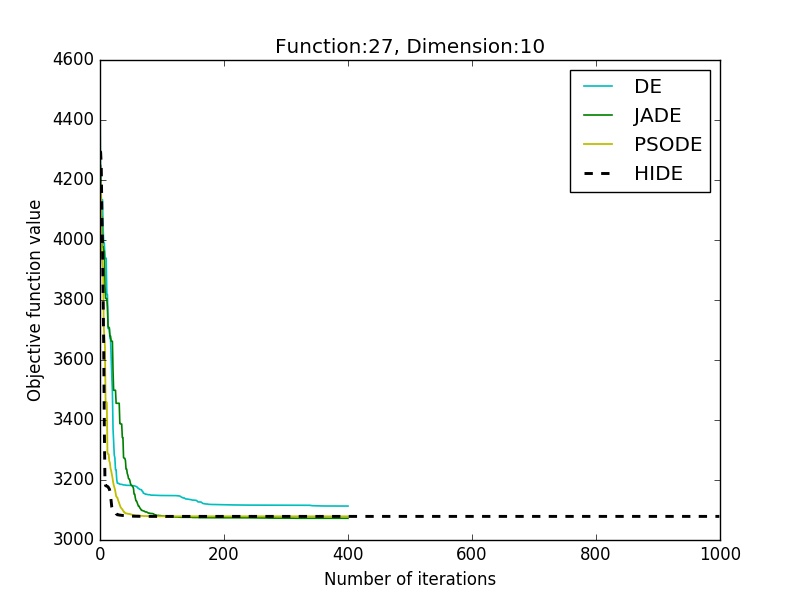 Function:27, Dimension:10
4600
4400
4200
4000
3800
3600
3400
3200
3000
Objective function value
DE
JADE
PSODE
HIDE
0
200
400
600
800
1000
Number of iterations